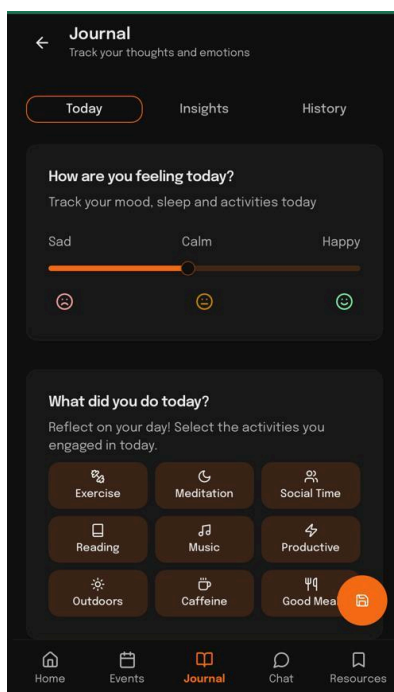 Journal
Track your thoughts and emotions
Today Insights History
How are you feeling today?
Track your mood, sleep and activities today
Sad Calm Happy
What did you do today?
Reflect on your day! Select the activities you
engaged in today.
Exercise Meditation Social Time
Reading Music Productive
Outdoors Caffeine Good Mea
Home Events Journal Chat Resources